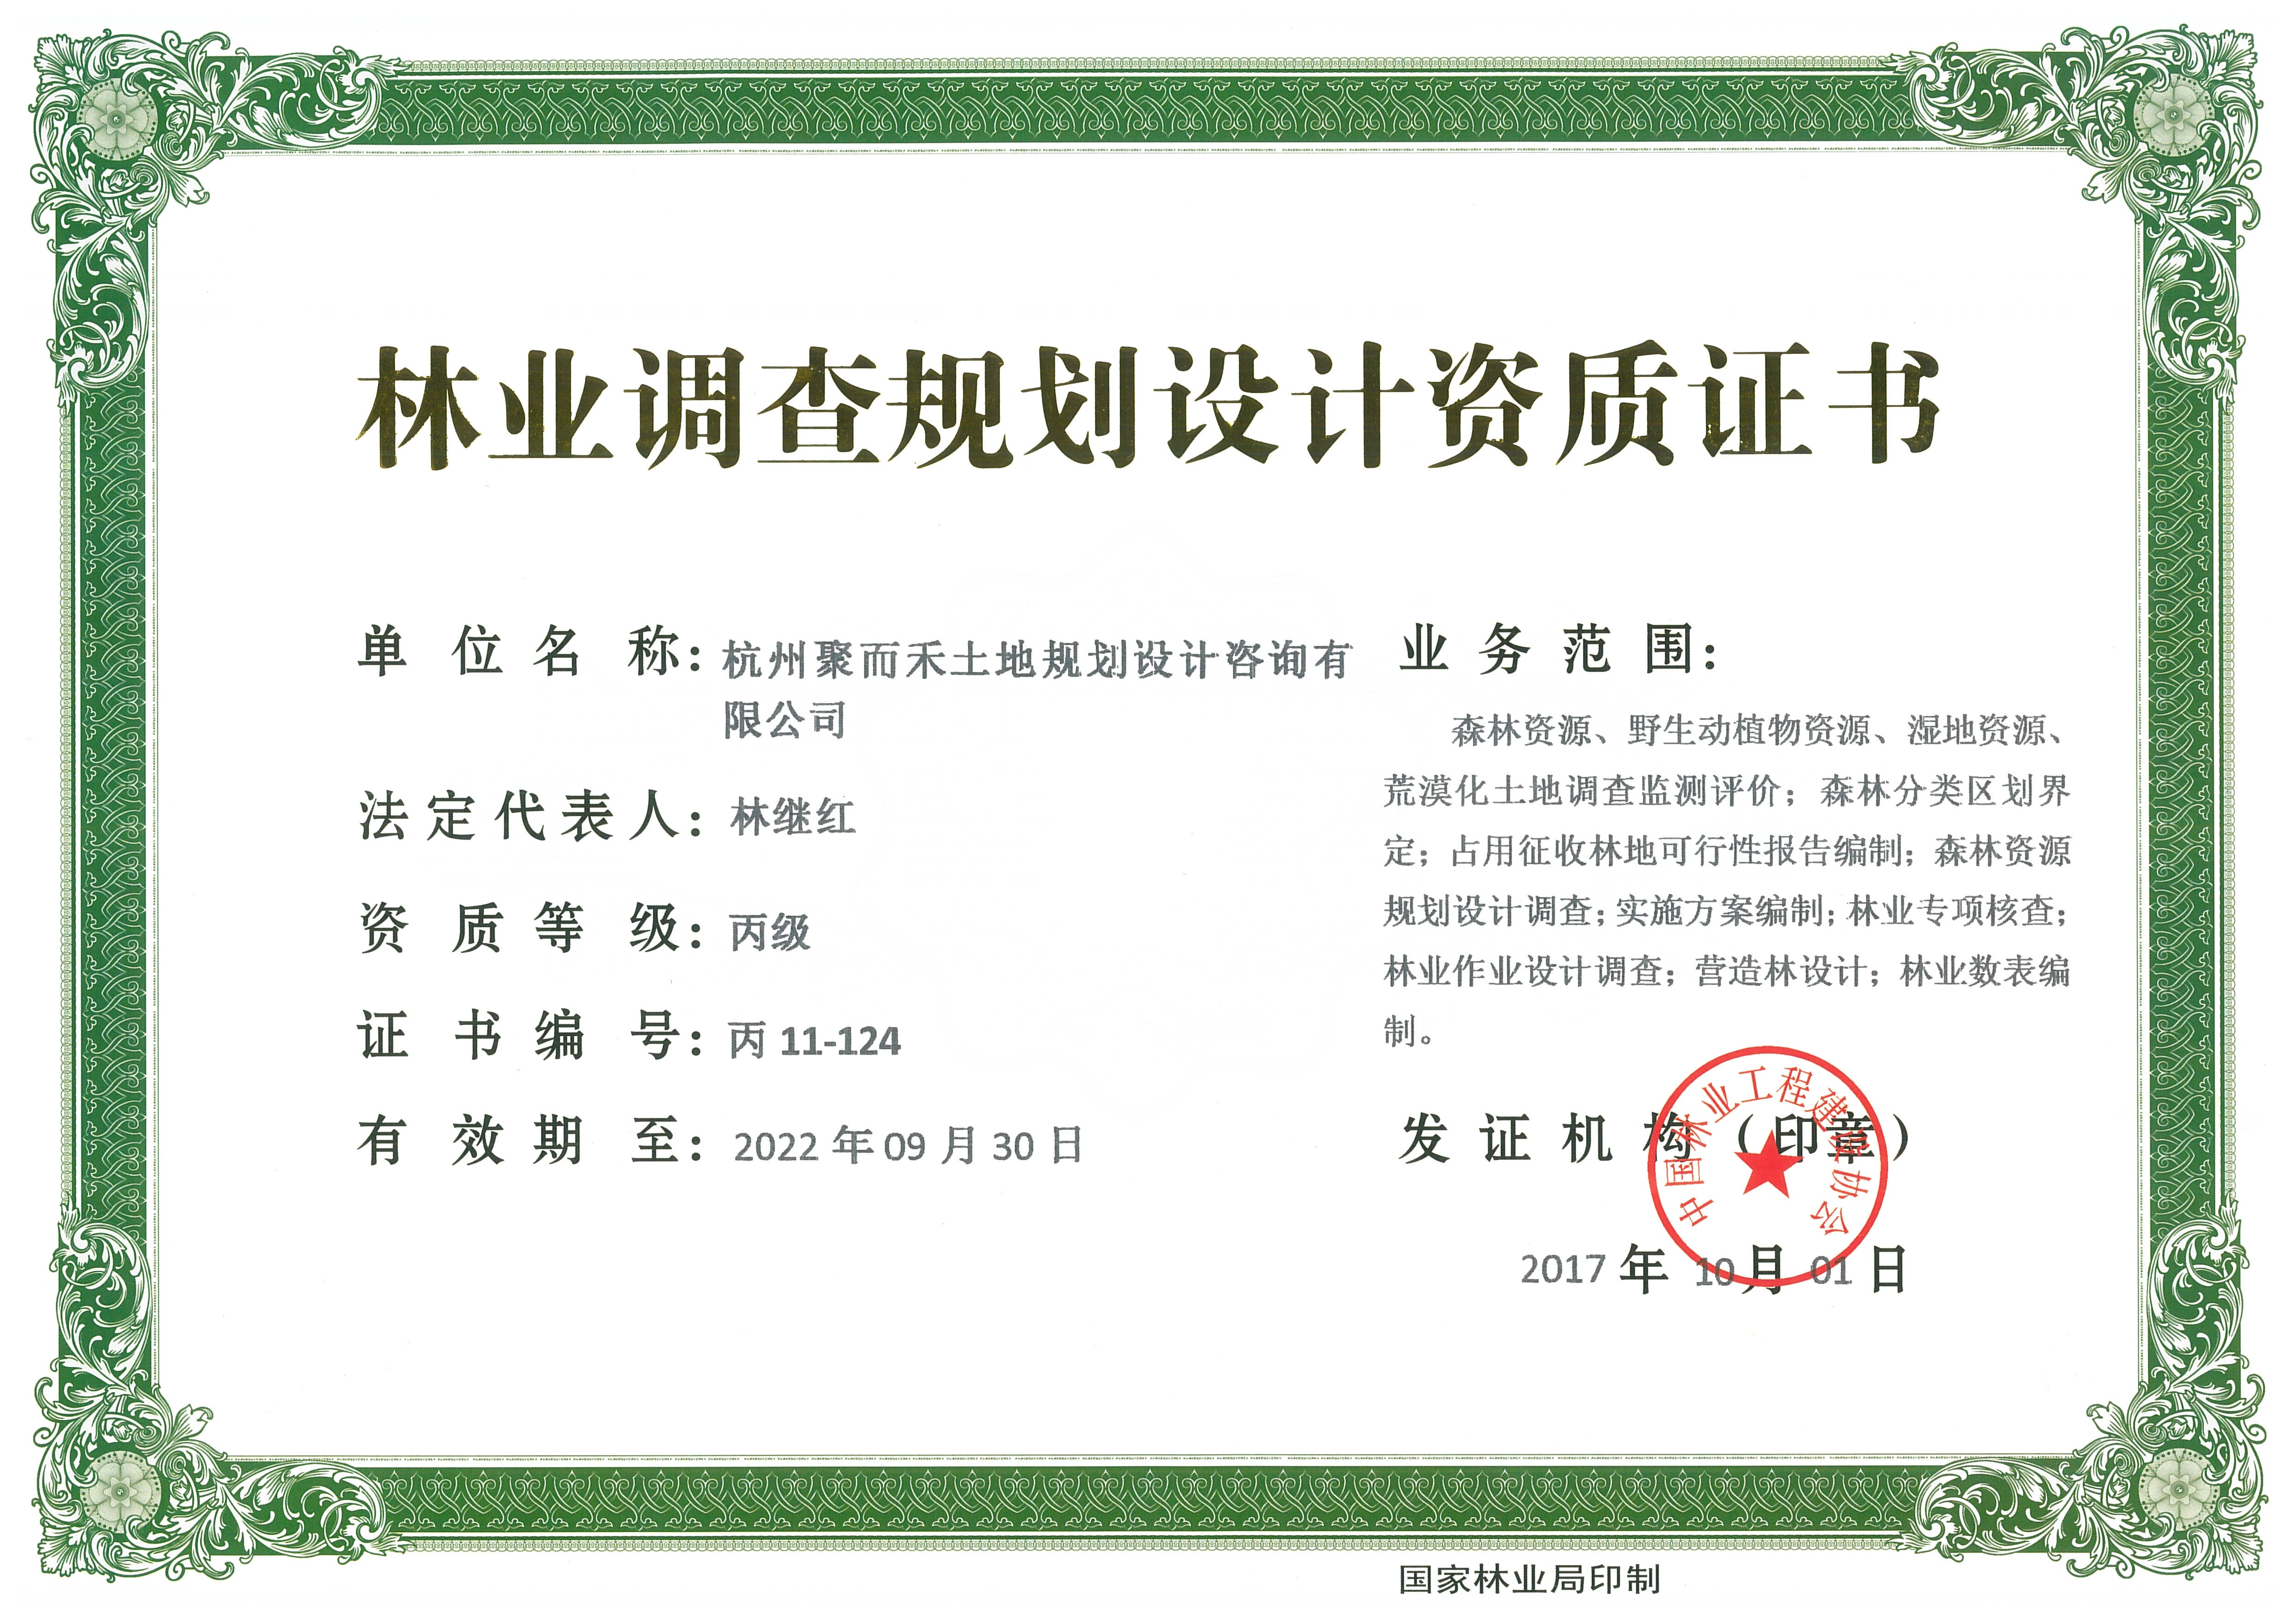 林业调查规划设计资质证书
单位名称：杭州聚而禾土地规划设计咨询有
限公司
法定代表人：林继红
资质等级：丙级
证书编号：丙 11-124
有效期至：2022 年 09 月 30 日
业务范围：
森林资源、野生动植物资源、湿地资源、
荒漠化土地调查监测评价；森林分类区划界
定；占用征收林地可行性报告编制；森林资源
规划设计调查；实施方案编制；林业专项核查；
林业作业设计调查；营造林设计；林业数表编
制。
发证机构（印章）
中国林业工程建设协会
2017 年 10 月 01 日
国家林业局印制